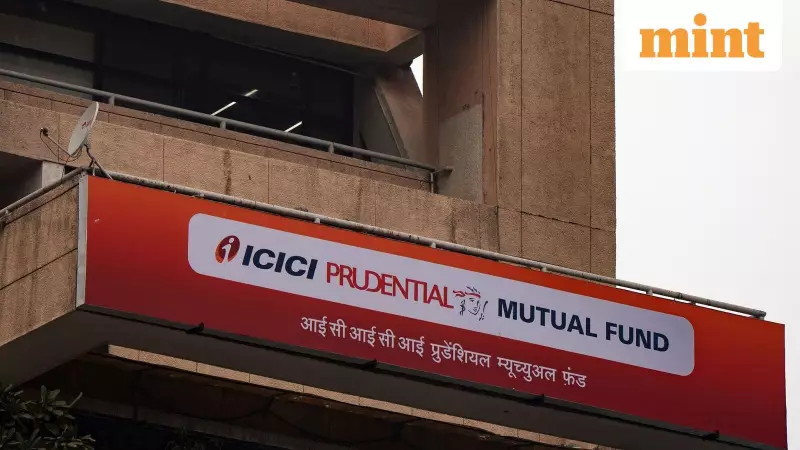 mint
ICICI PRUDENTIAL MUTUAL FUND
आई सी आई सी आई प्रुडेंशियल म्यूच्युअल फ़ंड